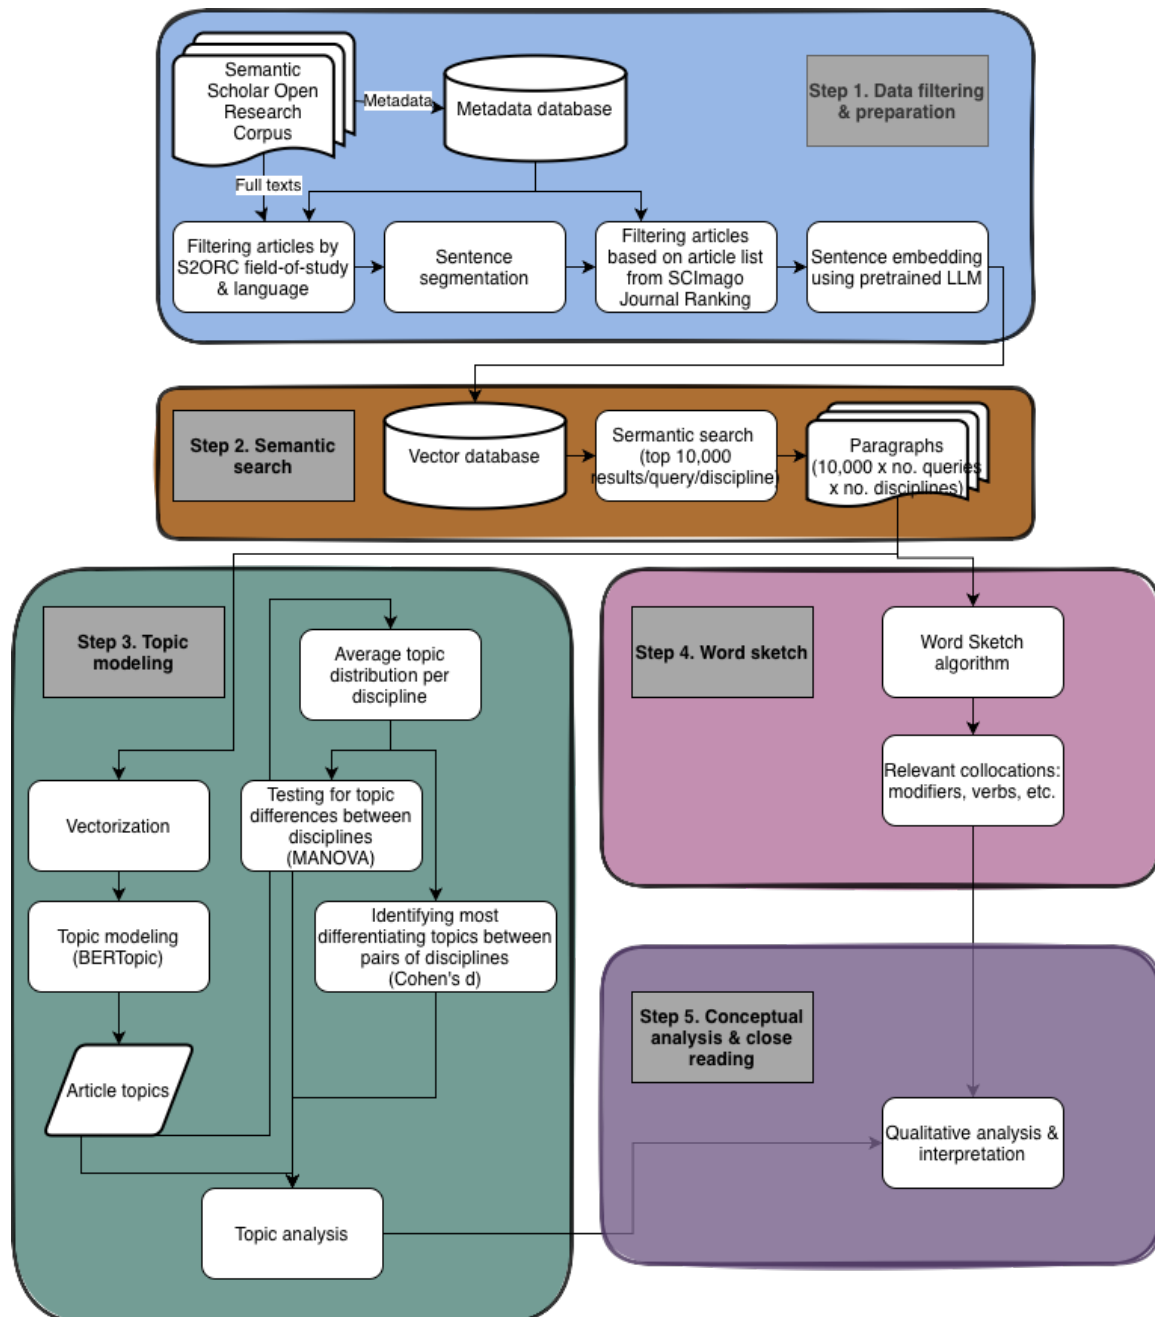 Semantic
Scholar Open
Research
Corpus
Metadata
Metadata database
Step 1. Data filtering
& preparation
Full texts
Filtering articles by
S2ORC field-of-study
& language
Sentence
segmentation
Filtering articles
based on article list
from SCImago
Journal Ranking
Sentence embedding
using pretrained LLM
Step 2. Semantic
search
Vector database
Sermantic search
(top 10,000
results/query/discipline)
Paragraphs
(10,000 x no. queries
x no. disciplines)
Step 3. Topic
modeling
Average topic
distribution per
discipline
Vectorization
Testing for topic
differences between
disciplines
(MANOVA)
Topic modeling
(BERTopic)
Identifying most
differentiating topics between
pairs of disciplines
(Cohen's d)
Article topics
Topic analysis
Step 4. Word sketch
Word Sketch
algorithm
Relevant collocations:
modifiers, verbs, etc.
Step 5. Conceptual
analysis & close
reading
Qualitative analysis &
interpretation